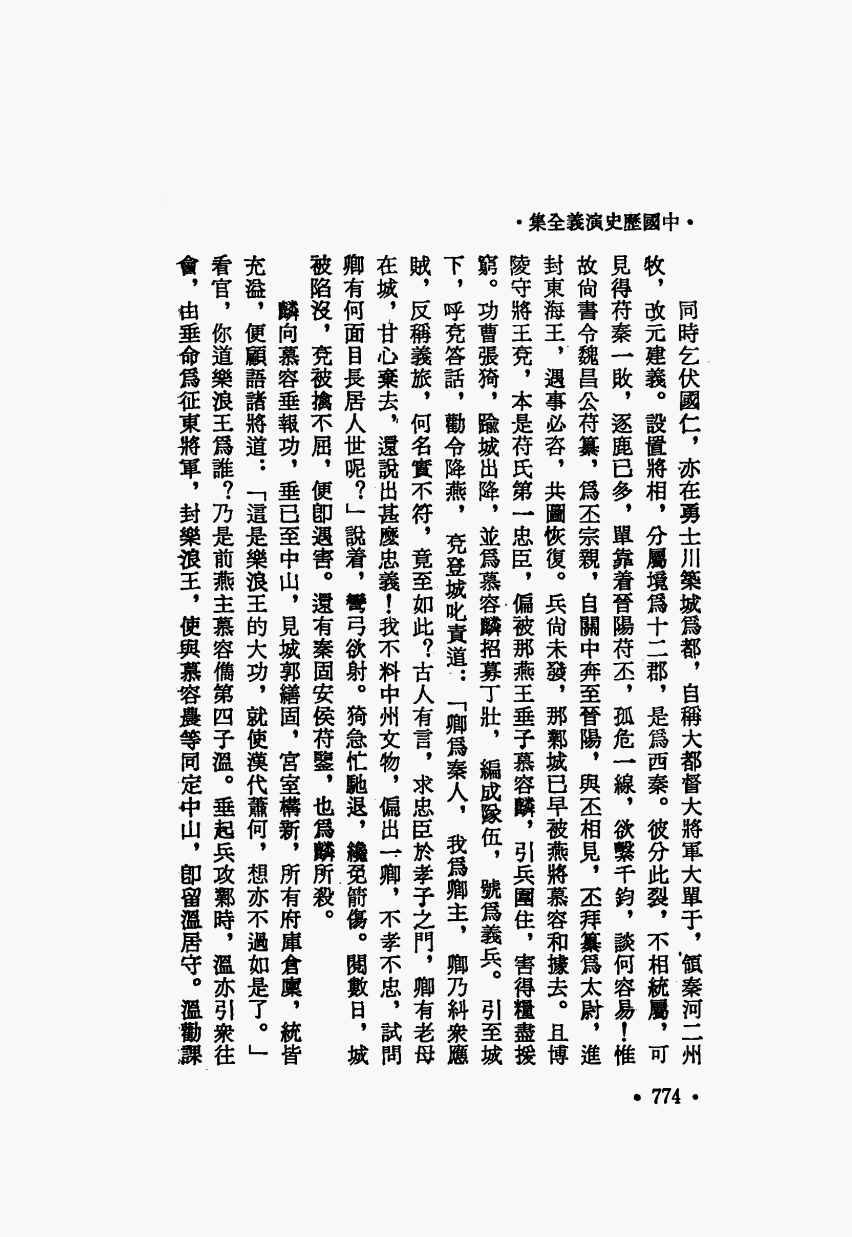 ·中國歷史演義全集·
同時乞伏國仁，亦在勇士川築城爲都，自稱大都督大將軍大單于，領秦河二州
牧，改元建義。設置將相，分屬境爲十二郡，是爲西秦。彼分此裂，不相統屬，可
見得苻秦一敗，逐鹿已多，單靠着晉陽苻丕，孤危一線，欲繫千鈞，談何容易！惟
故尙書令魏昌公苻纂，爲丕宗親，自關中奔至晉陽，與丕相見，丕拜纂爲太尉，進
封東海王，遇事必咨，共圖恢復。兵尙未發，那鄴城已早被燕將慕容和據去。且博
陵守將王兗，本是苻氏第一忠臣，偏被那燕王垂子慕容麟，引兵圍住，害得糧盡援
窮。功曹張猗，踰城出降，並爲慕容麟招募丁壯，編成隊伍，號爲義兵。引至城
下，呼兗答話，勸令降燕，兗登城叱責道：「卿爲秦人，我爲卿主，卿乃糾衆應
賊，反稱義旅，何名實不符，竟至如此？古人有言，求忠臣於孝子之門，卿有老母
在城，甘心棄去，還說出甚麼忠義！我不料中州文物，偏出一卿，不孝不忠，試問
卿有何面目長居人世呢？」說着，彎弓欲射。猗急忙馳退，纔免箭傷。閱數日，城
被陷沒，兗被擒不屈，便卽遇害。還有秦固安侯苻鑒，也爲麟所殺。
麟向慕容垂報功，垂已至中山，見城郭繕固，宮室構新，所有府庫倉廩，統皆
充溢，便顧語諸將道：「這是樂浪王的大功，就使漢代蕭何，想亦不過如是了。」
看官，你道樂浪王爲誰？乃是前燕主慕容儁第四子溫。垂起兵攻鄴時，溫亦引衆往
會，由垂命爲征東將軍，封樂浪王，使與慕容農等同定中山，卽留溫居守。溫勸課
·774·